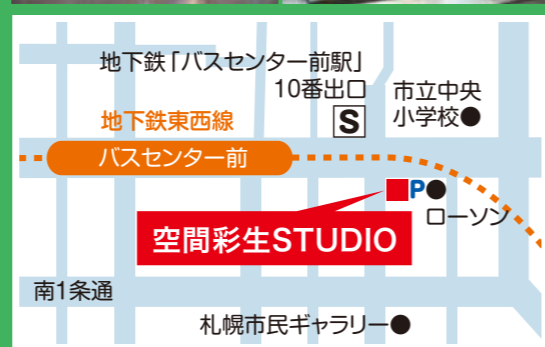 地下鉄「バスセンター前駅」
10番出口
S
市立中央
小学校●
地下鉄東西線
バスセンター前
P●
ローソン
空間彩生STUDIO
南1条通
札幌市民ギャラリー●